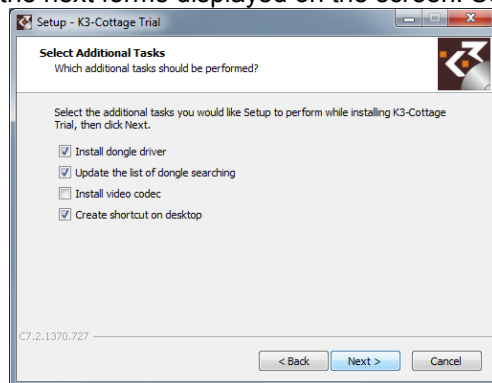 the next forms displayed on the screen.
Setup - K3-Cottage Trial
Select Additional Tasks
Which additional tasks should be performed?
Select the additional tasks you would like Setup to perform while installing K3-Cottage
Trial, then click Next.
Install dongle driver
Update the list of dongle searching
Install video codec
Create shortcut on desktop
C7.2.1370.727
< Back
Next >
Cancel